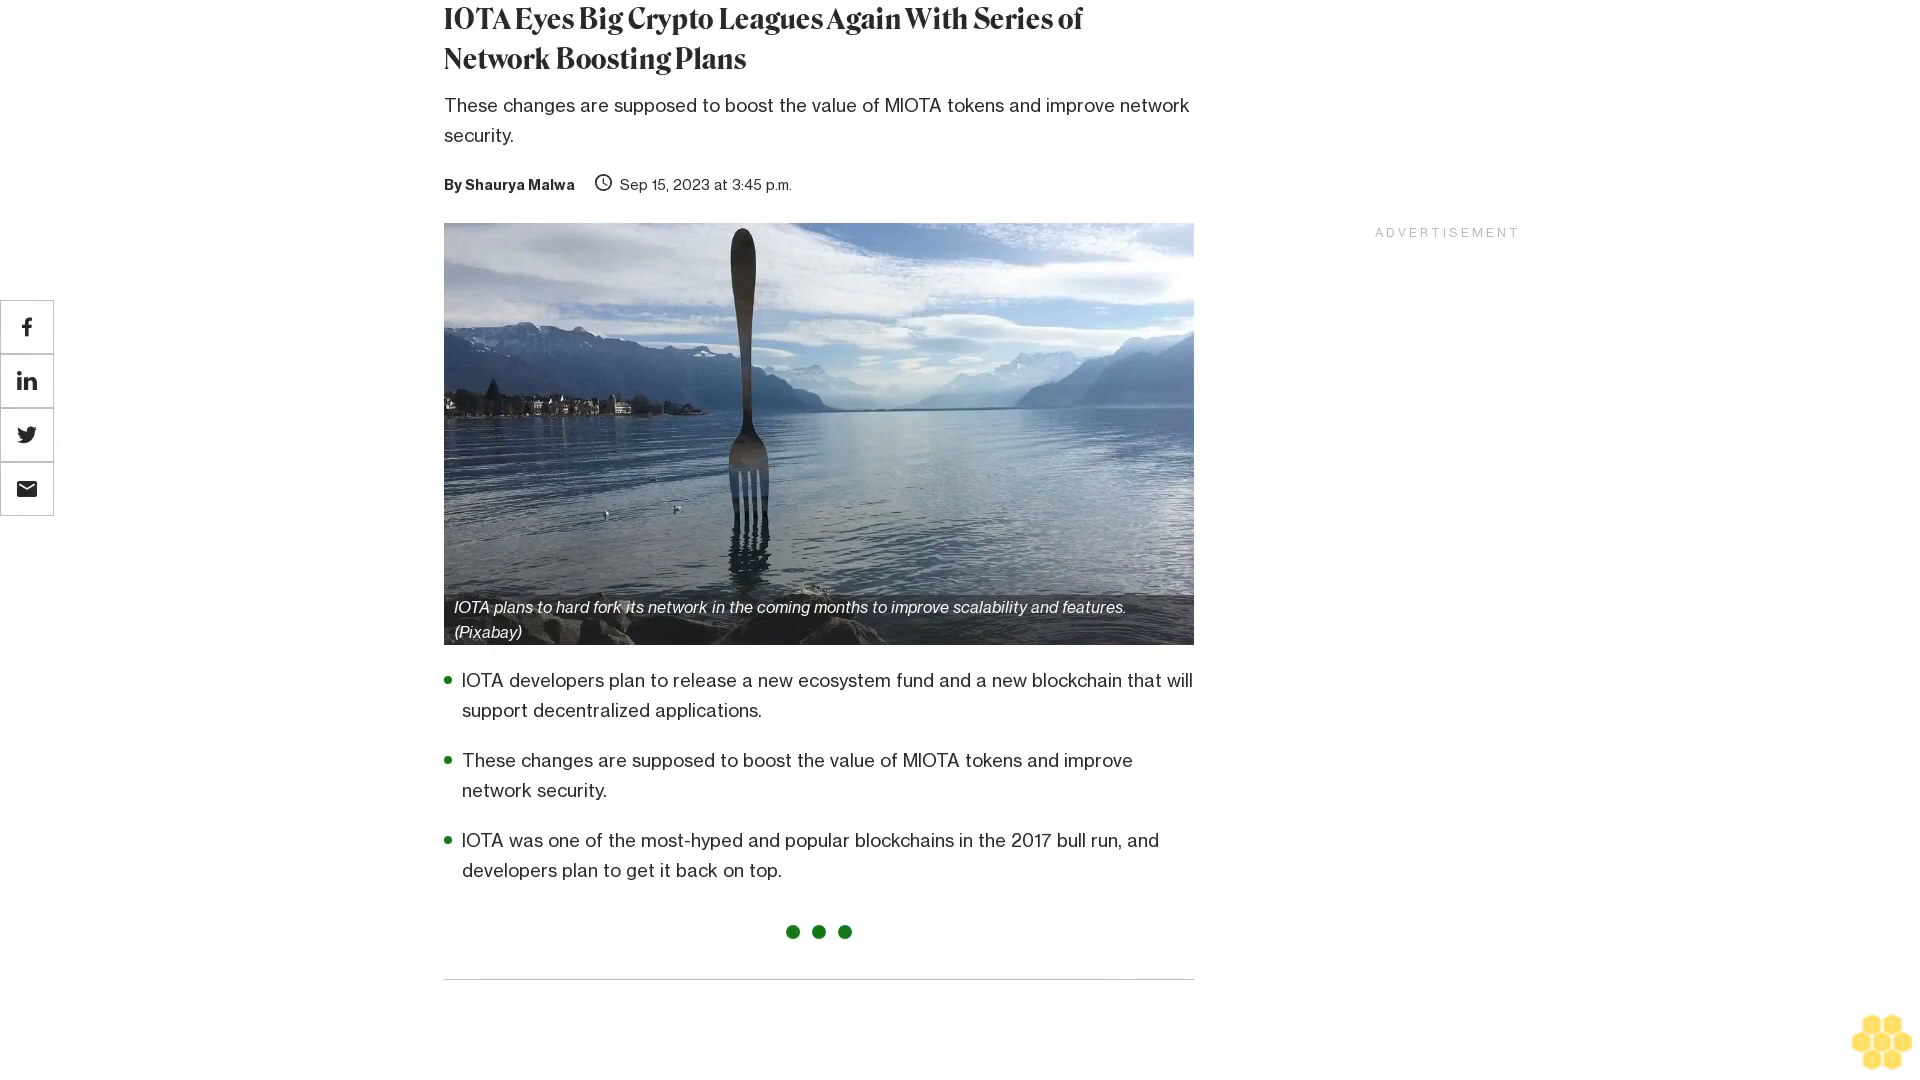 IOTA Eyes Big Crypto Leagues Again With Series of
Network Boosting Plans
These changes are supposed to boost the value of MIOTA tokens and improve network
security.
By Shaurya Malwa Sep 15, 2023 at 3:45 p.m.
ADVERTISEMENT
IOTA plans to hard fork its network in the coming months to improve scalability and features.
(Pixabay)
IOTA developers plan to release a new ecosystem fund and a new blockchain that will
support decentralized applications.
These changes are supposed to boost the value of MIOTA tokens and improve
network security.
IOTA was one of the most-hyped and popular blockchains in the 2017 bull run, and
developers plan to get it back on top.